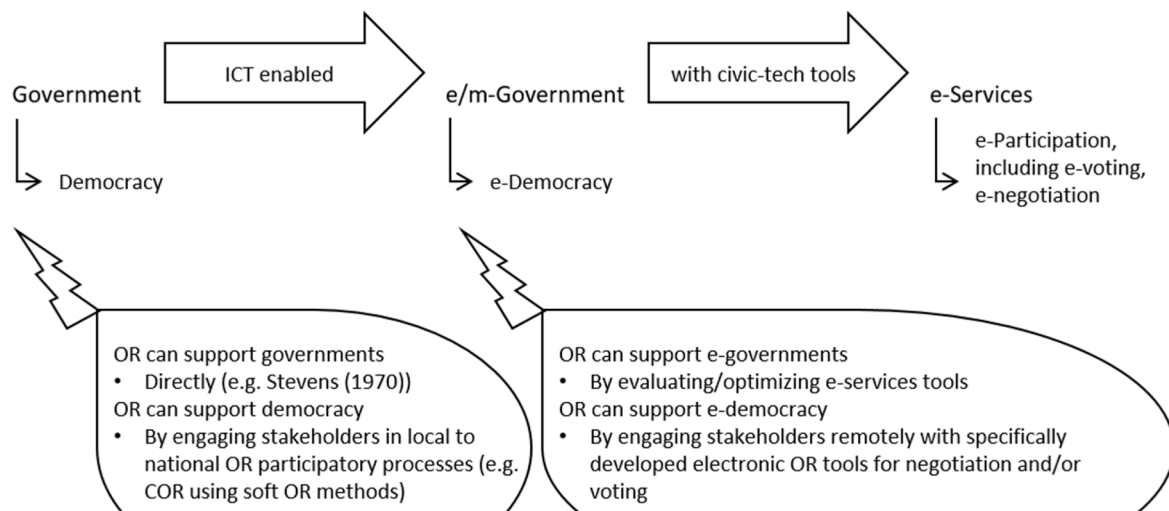 Government
ICT enabled
e/m-Government
with civic-tech tools
e-Services
Democracy
e-Democracy
e-Participation,
including e-voting,
e-negotiation
OR can support governments
• Directly (e.g. Stevens (1970))
OR can support democracy
• By engaging stakeholders in local to
national OR participatory processes (e.g.
COR using soft OR methods)
OR can support e-governments
• By evaluating/optimizing e-services tools
OR can support e-democracy
• By engaging stakeholders remotely with specifically
developed electronic OR tools for negotiation and/or
voting